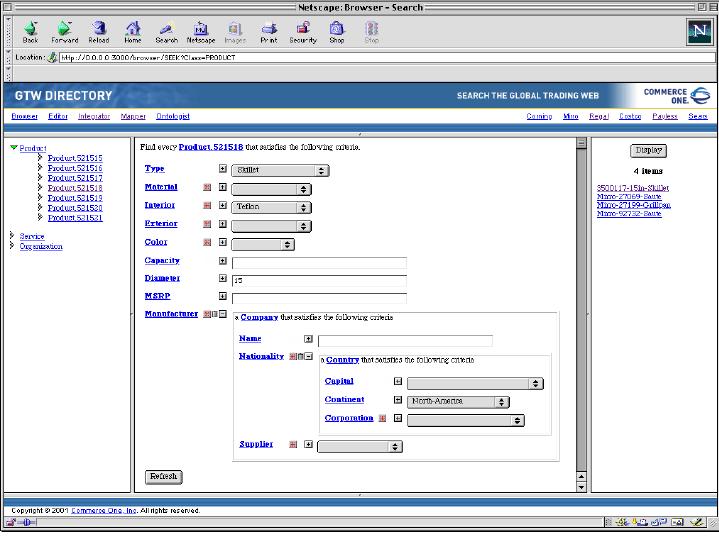 Netscape: Browser - Search
Back Forward Reload Home Search Netscape Images Print Security Shop Stop
Location: http://0.0.0.0:3000/browser/SEEK?Class=PRODUCT
GTW DIRECTORY SEARCH THE GLOBAL TRADING WEB COMMERCE ONE.
Browser Editor Integrator Mapper Ontologist Corning Mirro Regal Costco Payless Sears
Product
Product.521515
Product.521516
Product.521517
Product.521518
Product.521519
Product.521520
Product.521521
Service
Organization
Find every Product.521518 that satisfies the following criteria.
Type Skillet
Material
Interior Teflon
Exterior
Color
Capacity
Diameter 15
MSRP
Manufacturer a Company that satisfies the following criteria
Name
Nationality a Country that satisfies the following criteria
Capital
Continent North-America
Corporation
Supplier
Refresh
Display
4 items
3500117-15in-Skillet
Mirro-27069-Saute
Mirro-27199-Grillpan
Mirro-92732-Saute
Copyright © 2001 Commerce One, Inc. All rights reserved.